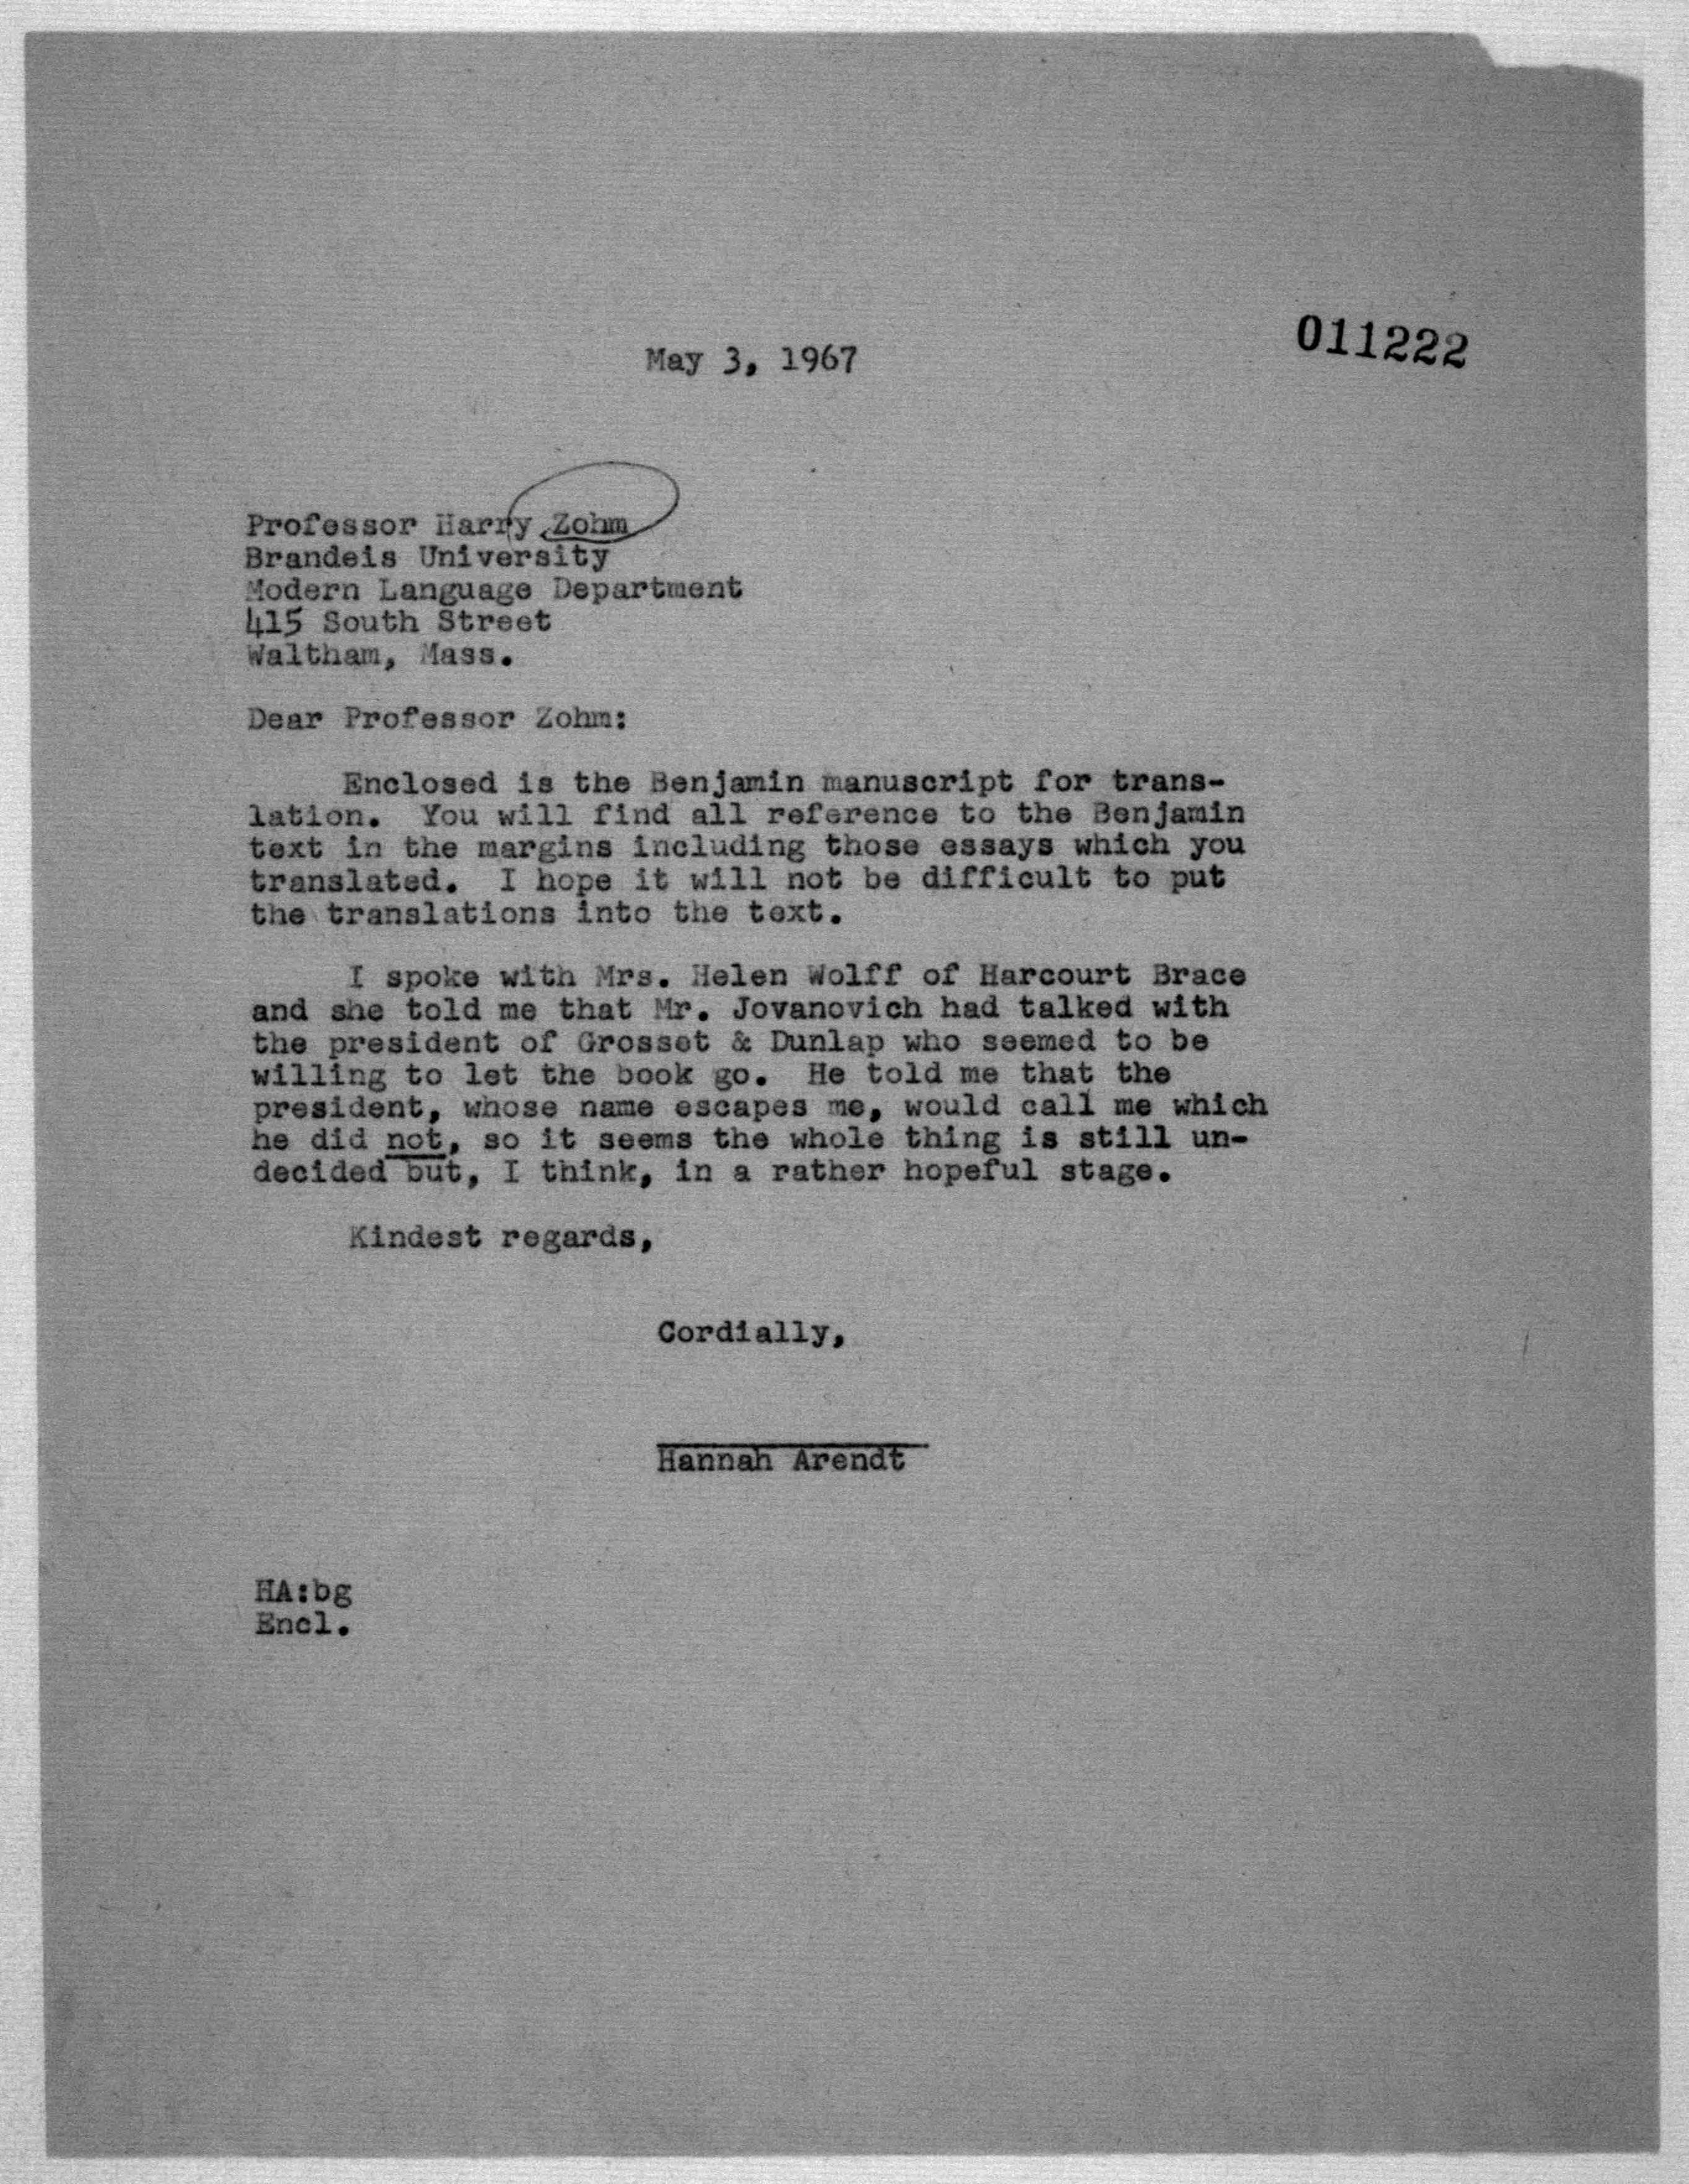 011222
May 3, 1967
Professor Harry Zohm
Brandeis University
Modern Language Department
415 South Street
Waltham, Mass.
Dear Professor Zohm:
Enclosed is the Benjamin manuscript for trans-
lation. You will find all reference to the Benjamin
text in the margins including those essays which you
translated. I hope it will not be difficult to put
the translations into the text.
I spoke with Mrs. Helen Wolff of Harcourt Brace
and she told me that Mr. Jovanovich had talked with
the president of Grosset & Dunlap who seemed to be
willing to let the book go. He told me that the
president, whose name escapes me, would call me which
he did not, so it seems the whole thing is still un-
decided but, I think, in a rather hopeful stage.
Kindest regards,
Cordially,
Hannah Arendt
HA:bg
Encl.